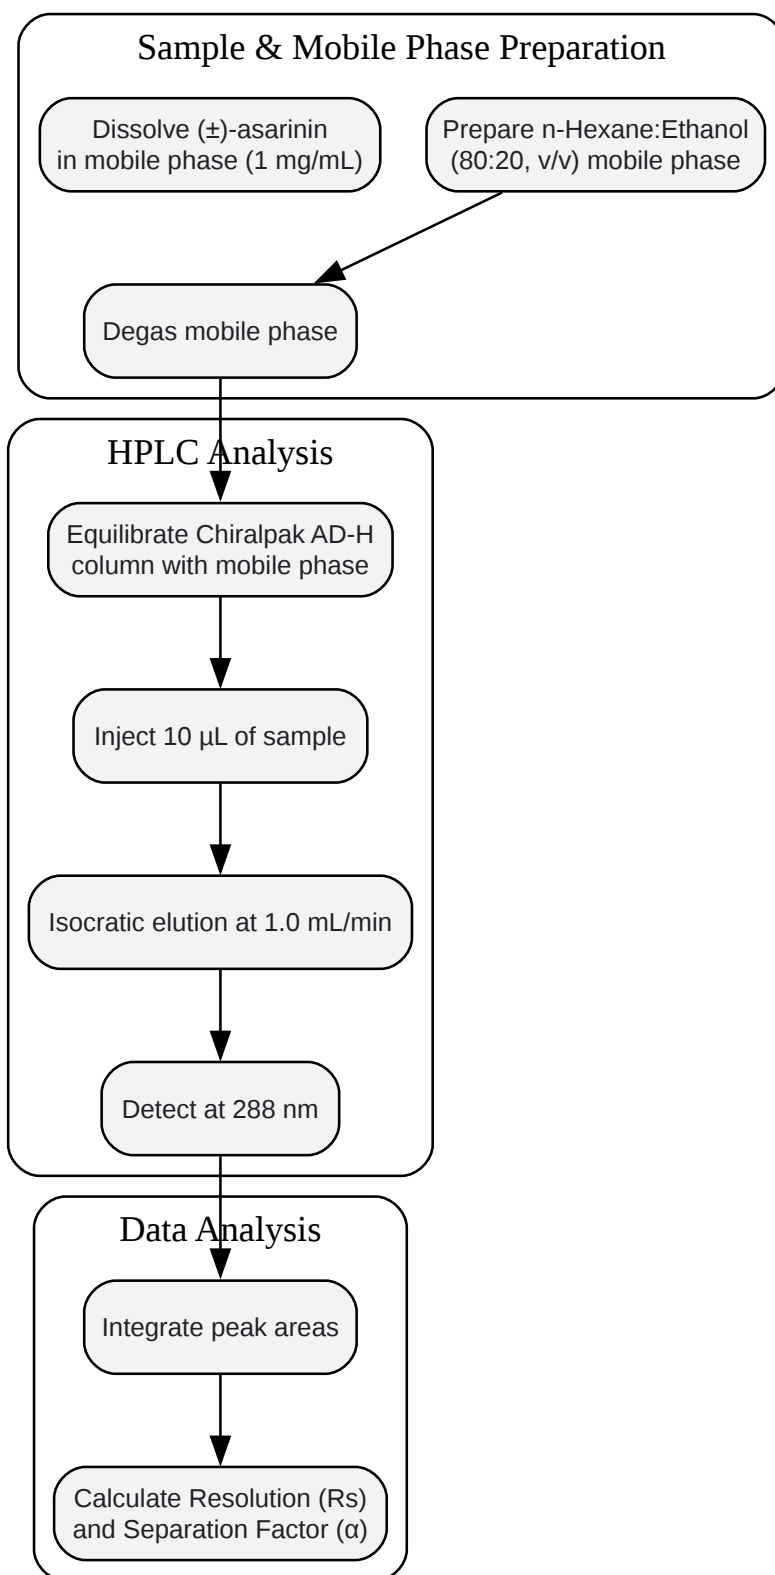 Sample & Mobile Phase Preparation
Dissolve (±)-asarinin
in mobile phase (1 mg/mL)
Prepare n-Hexane:Ethanol
(80:20, v/v) mobile phase
Degas mobile phase
HPLC Analysis
Equilibrate Chiralpak AD-H
column with mobile phase
Inject 10 µL of sample
Isocratic elution at 1.0 mL/min
Detect at 288 nm
Data Analysis
Integrate peak areas
Calculate Resolution (Rs)
and Separation Factor (α)